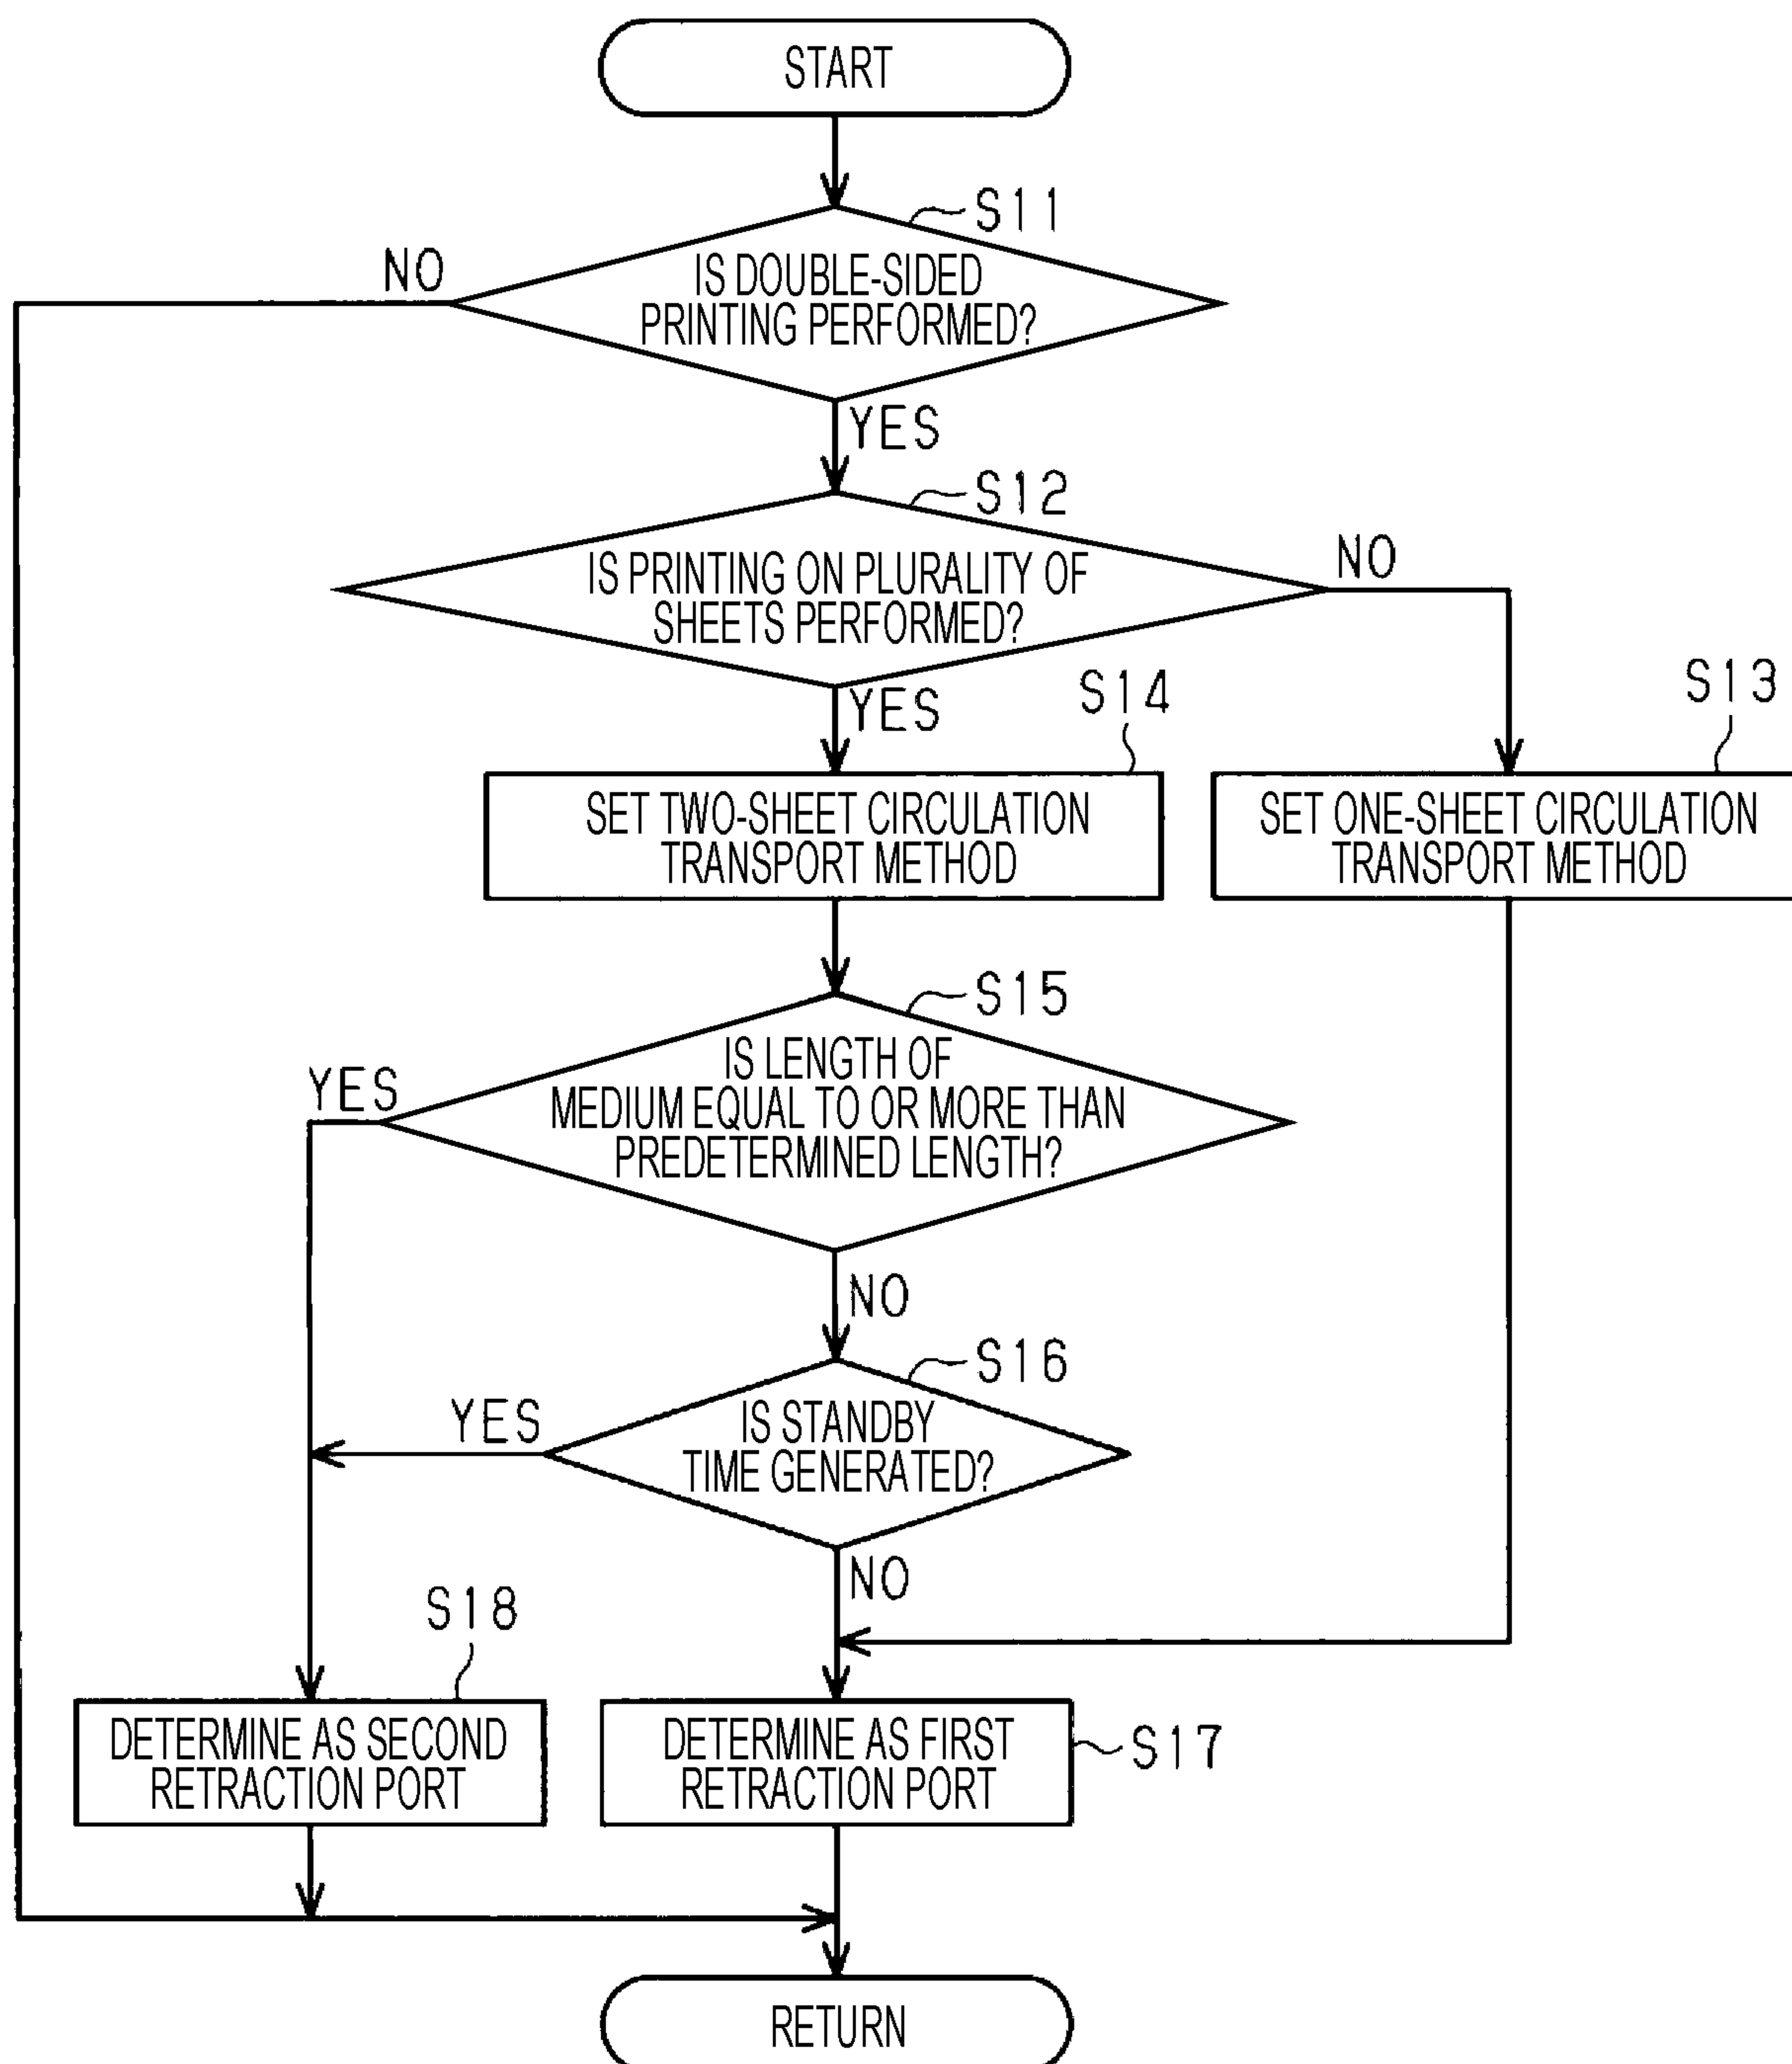 START
S11
NO
IS DOUBLE-SIDED
PRINTING PERFORMED?
YES
S12
NO
IS PRINTING ON PLURALITY OF
SHEETS PERFORMED?
YES
S14
S13
SET TWO-SHEET CIRCULATION
TRANSPORT METHOD
SET ONE-SHEET CIRCULATION
TRANSPORT METHOD
S15
IS LENGTH OF
MEDIUM EQUAL TO OR MORE THAN
PREDETERMINED LENGTH?
YES
NO
S16
YES
IS STANDBY
TIME GENERATED?
NO
S18
DETERMINE AS SECOND
RETRACTION PORT
DETERMINE AS FIRST
RETRACTION PORT
S17
RETURN